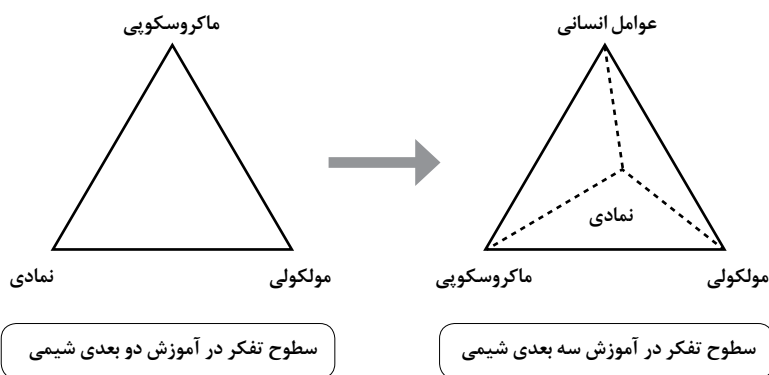 ماکروسکوپی
نمادی
مولکولی
سطوح تفکر در آموزش دو بعدی شیمی
عوامل انسانی
نمادی
ماکروسکوپی
مولکولی
سطوح تفکر در آموزش سه بعدی شیمی